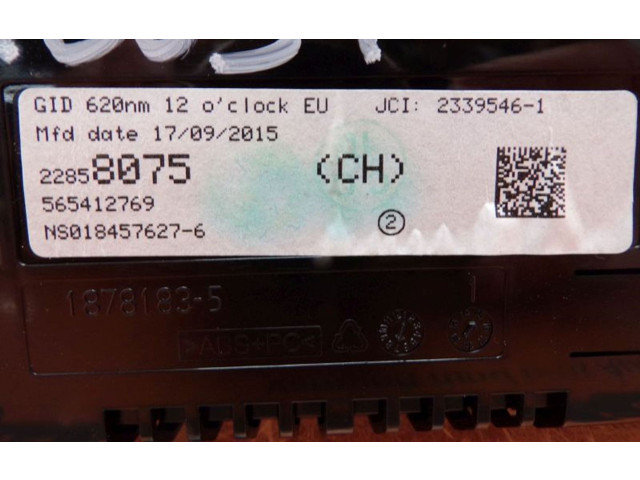 GID 620nm 12 o'clock EU JCI: 2339546-1
Mfd date 17/09/2015
22858075 (CH)
565412769
NS018457627-6 2
1878183-5
>ABS+PC<